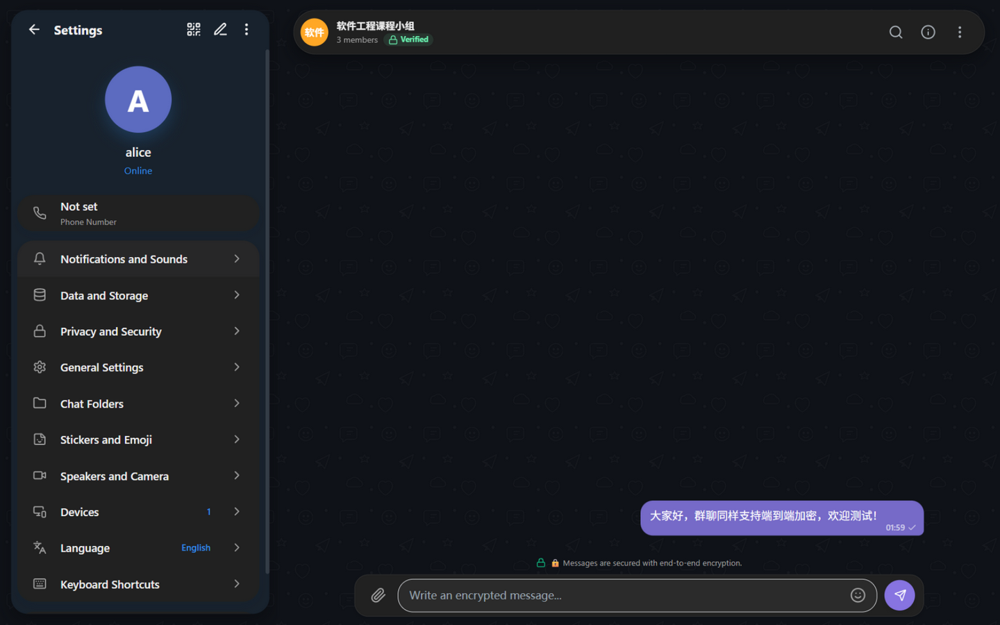 Settings
A
alice
Online
Not set
Phone Number
Notifications and Sounds
Data and Storage
Privacy and Security
General Settings
Chat Folders
Stickers and Emoji
Speakers and Camera
Devices 1
Language English
Keyboard Shortcuts
软件
软件工程课程小组
3 members Verified
大家好，群聊同样支持端到端加密，欢迎测试！
01:59
Messages are secured with end-to-end encryption.
Write an encrypted message...